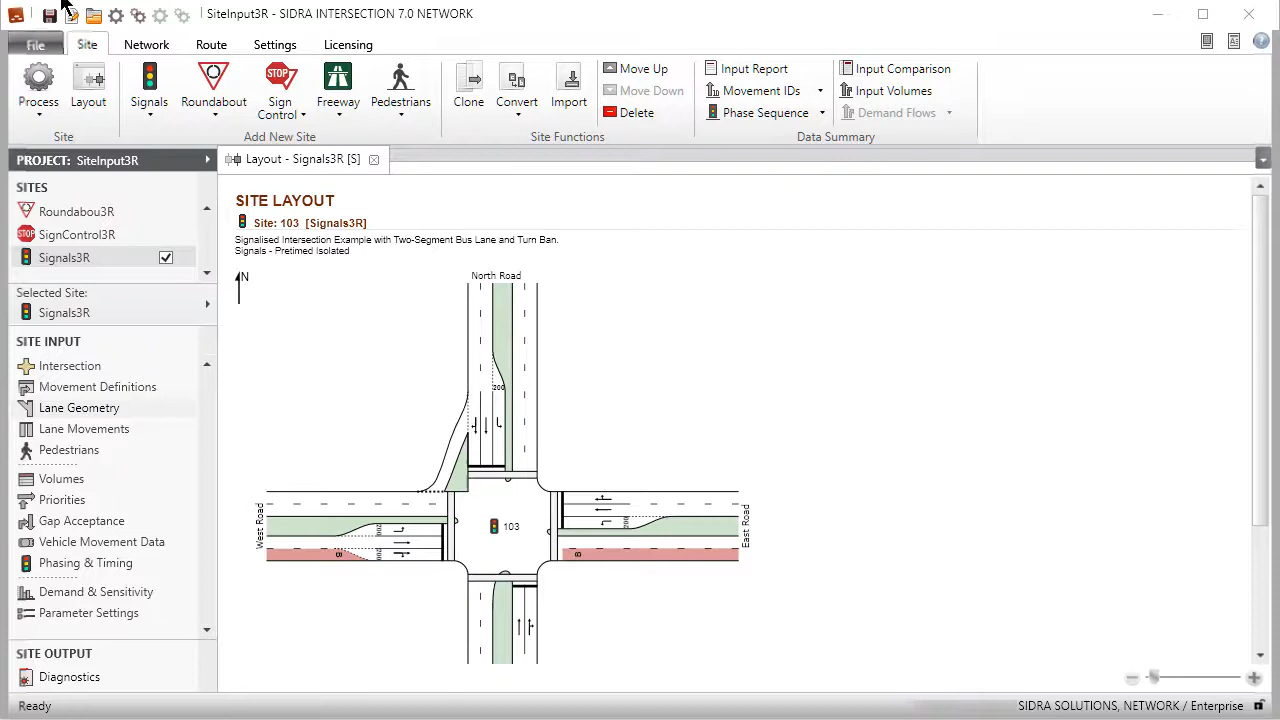 SiteInput3R - SIDRA INTERSECTION 7.0 NETWORK
File Site Network Route Settings Licensing
Process Layout Signals Roundabout Sign Control Freeway Pedestrians Clone Convert Import
Move Up
Move Down
Delete
Input Report
Movement IDs
Phase Sequence
Input Comparison
Input Volumes
Demand Flows
Site Add New Site Site Functions Data Summary
PROJECT: SiteInput3R
Layout - Signals3R [S]
SITES
Roundabou3R
SignControl3R
Signals3R
Selected Site:
Signals3R
SITE INPUT
Intersection
Movement Definitions
Lane Geometry
Lane Movements
Pedestrians
Volumes
Priorities
Gap Acceptance
Vehicle Movement Data
Phasing & Timing
Demand & Sensitivity
Parameter Settings
SITE OUTPUT
Diagnostics
SITE LAYOUT
Site: 103 [Signals3R]
Signalised Intersection Example with Two-Segment Bus Lane and Turn Ban.
Signals - Pretimed Isolated
N
North Road
200
West Road
200
200
B
103
200
B
East Road
Ready
SIDRA SOLUTIONS, NETWORK / Enterprise